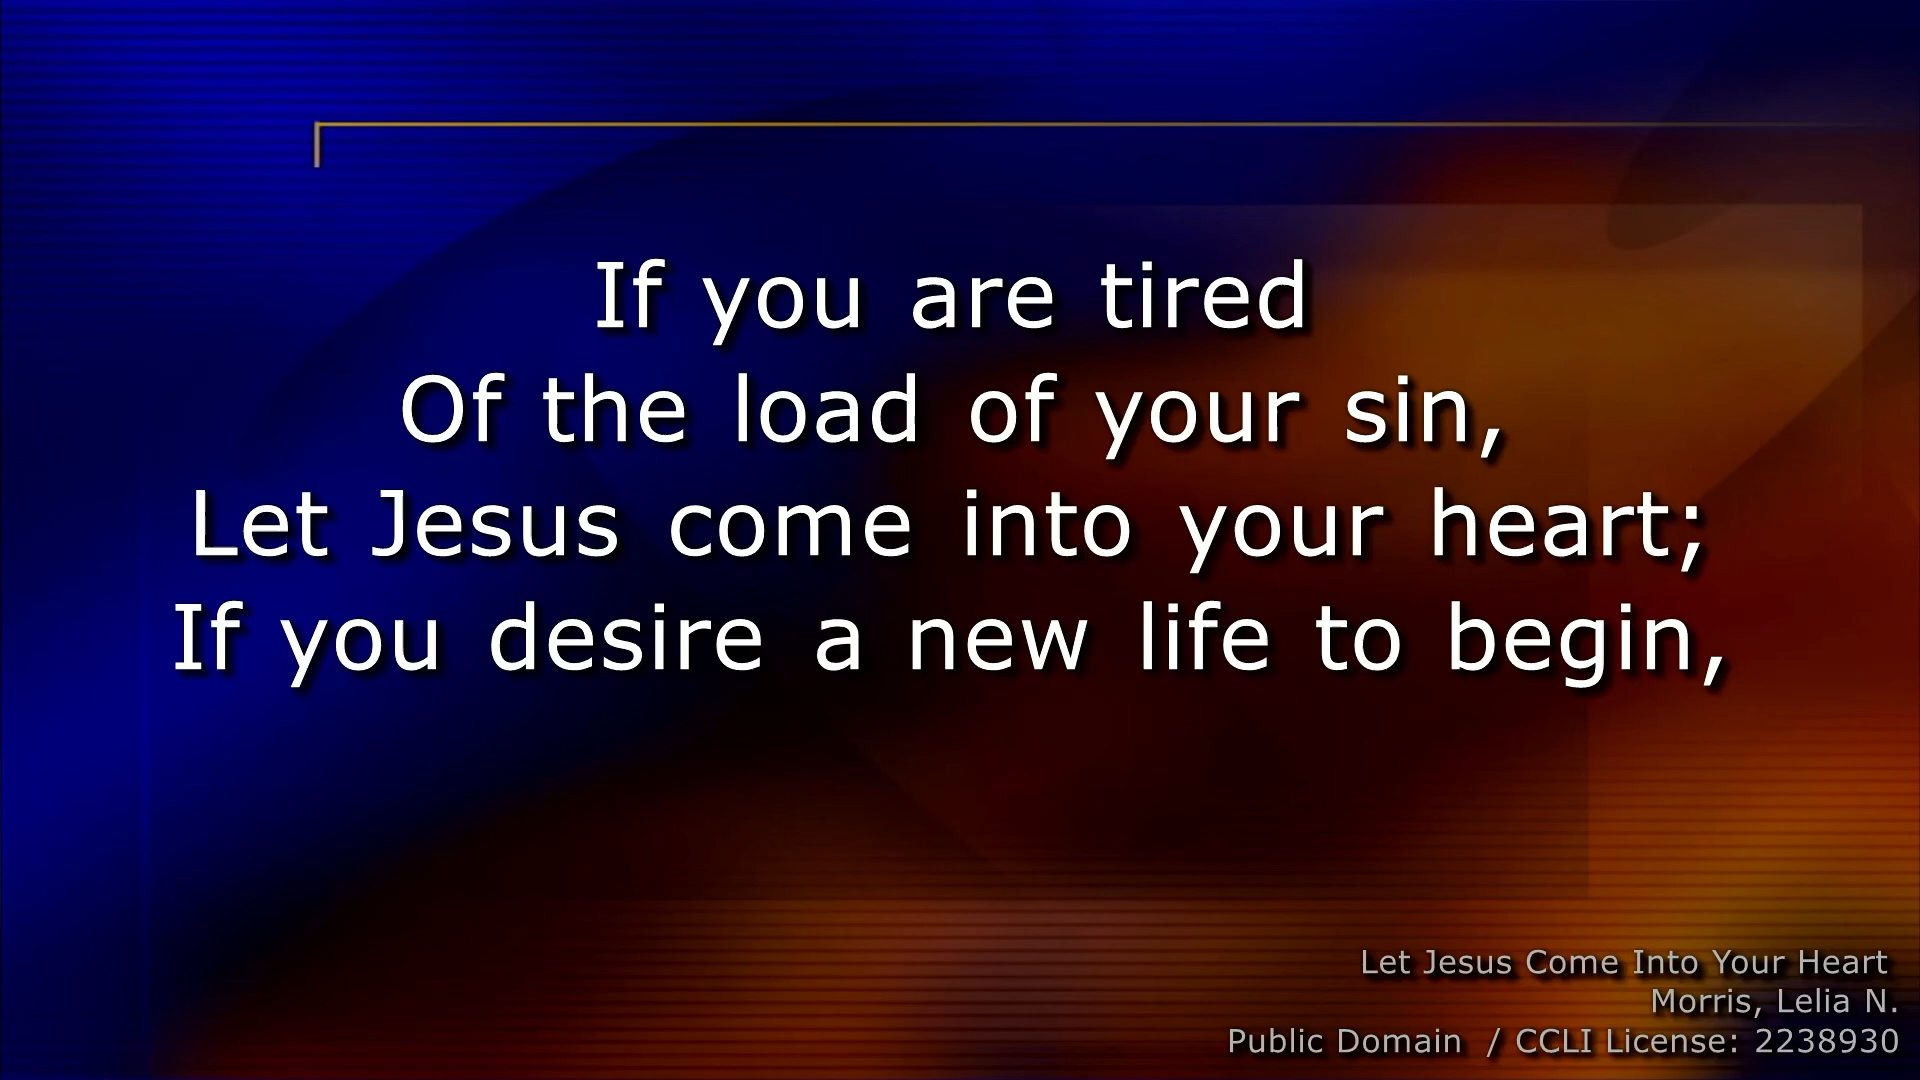 If you are tired
Of the load of your sin,
Let Jesus come into your heart;
If you desire a new life to begin,
Let Jesus Come Into Your Heart
Morris, Lelia N.
Public Domain / CCLI License: 2238930